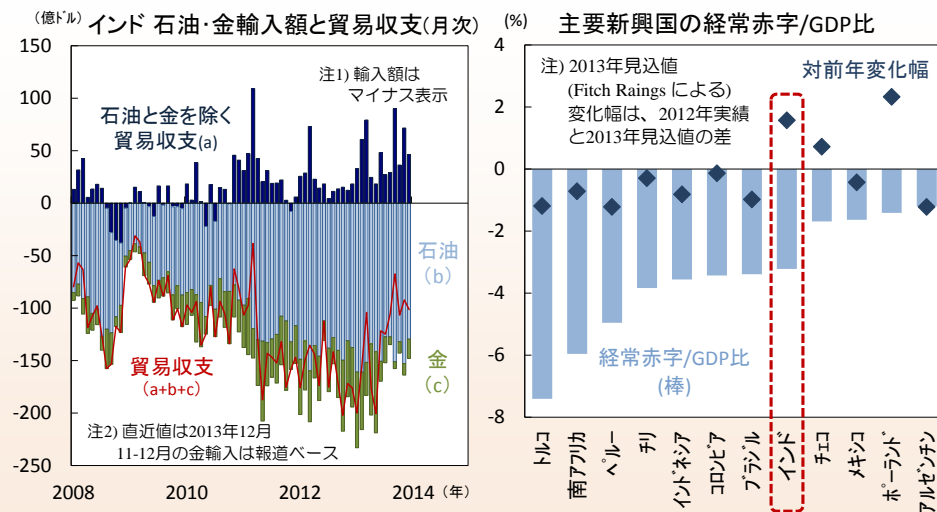 (億ドル) インド 石油･金輸入額と貿易収支(月次)
150
100
50
0
-50
-100
-150
-200
-250
2008
2010
2012
2014 (年)
注1) 輸入額は
マイナス表示
石油と金を除く
貿易収支(a)
石油
(b)
貿易収支
(a+b+c)
金
(c)
注2) 直近値は2013年12月
11-12月の金輸入は報道ベース
(%) 主要新興国の経常赤字/GDP比
4
2
0
-2
-4
-6
-8
注) 2013年見込値
(Fitch Raings による)
変化幅は、2012年実績
と2013年見込値の差
対前年変化幅
経常赤字/GDP比
(棒)
トルコ
南アフリカ
ペルー
チリ
インドネシア
コロンビア
ブラジル
インド
チェコ
メキシコ
ポーランド
アルゼンチン